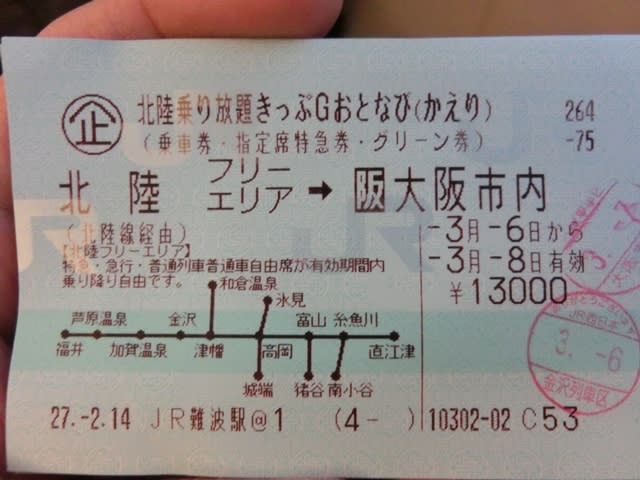 企 北陸乗り放題きっぷGおとなび(かえり) 264
(乗車券・指定席特急券・グリーン券) -75
北陸 フリーエリア → 阪大阪市内
(北陸線経由) -3月-6日から
【北陸フリーエリア】 -3月-8日有効
特急・急行・普通列車普通車自由席が有効期間内
乗り降り自由です。 ¥13000
和倉温泉 氷見
芦原温泉 金沢 富山 糸魚川
福井 加賀温泉 津幡 高岡 直江津
城端 猪谷 南小谷
27.-2.14 JR難波駅@1 (4- ) 10302-02 C53
JR西日本
3.-6
金沢列車区